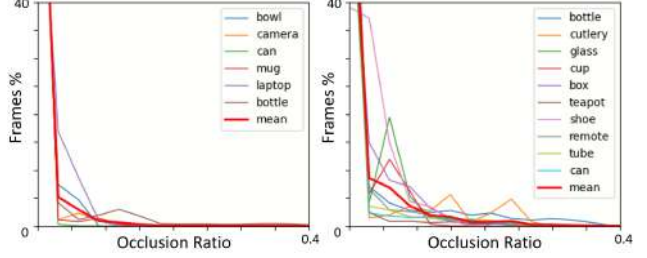 40
Frames %
0
Occlusion Ratio
0.4
bowl
camera
can
mug
laptop
bottle
mean
40
Frames %
0
Occlusion Ratio
0.4
bottle
cutlery
glass
cup
box
teapot
shoe
remote
tube
can
mean